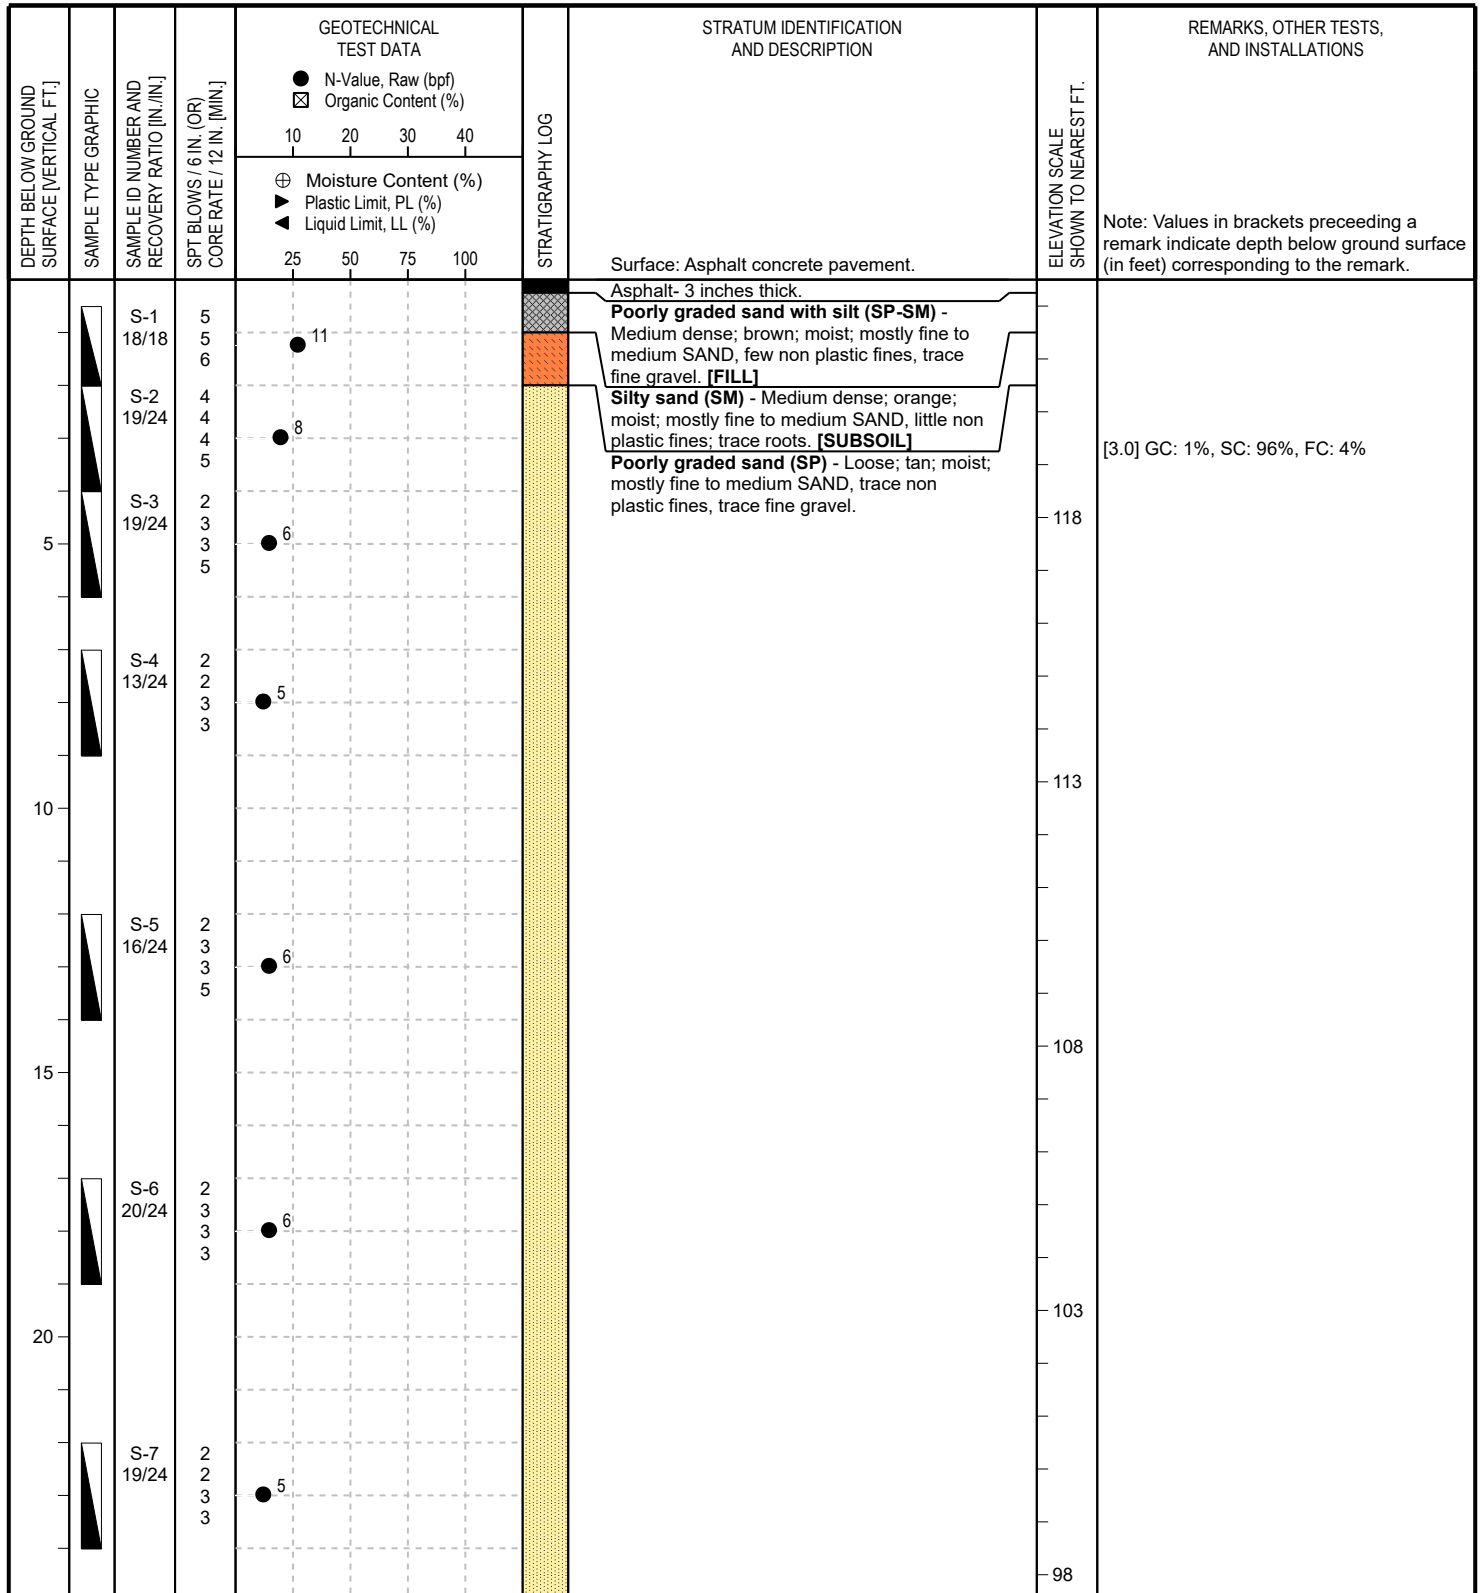 DEPTH BELOW GROUND
SURFACE [VERTICAL FT.]
SAMPLE TYPE GRAPHIC
SAMPLE ID NUMBER AND
RECOVERY RATIO [IN./IN.]
SPT BLOWS / 6 IN. (OR)
CORE RATE / 12 IN. [MIN.]
GEOTECHNICAL
TEST DATA
N-Value, Raw (bpf)
Organic Content (%)
10 20 30 40
Moisture Content (%)
Plastic Limit, PL (%)
Liquid Limit, LL (%)
25 50 75 100
STRATIGRAPHY LOG
STRATUM IDENTIFICATION
AND DESCRIPTION
Surface: Asphalt concrete pavement.
ELEVATION SCALE
SHOWN TO NEAREST FT.
REMARKS, OTHER TESTS,
AND INSTALLATIONS
Note: Values in brackets preceeding a
remark indicate depth below ground surface
(in feet) corresponding to the remark.
Asphalt- 3 inches thick.
Poorly graded sand with silt (SP-SM) -
Medium dense; brown; moist; mostly fine to
medium SAND, few non plastic fines, trace
fine gravel. [FILL]
Silty sand (SM) - Medium dense; orange;
moist; mostly fine to medium SAND, little non
plastic fines; trace roots. [SUBSOIL]
Poorly graded sand (SP) - Loose; tan; moist;
mostly fine to medium SAND, trace non
plastic fines, trace fine gravel.
[3.0] GC: 1%, SC: 96%, FC: 4%
S-1
18/18
5
5
6
11
S-2
19/24
4
4
4
5
8
S-3
19/24
2
3
3
5
6
5
118
S-4
13/24
2
2
3
3
5
113
10
S-5
16/24
2
3
3
5
6
108
15
S-6
20/24
2
3
3
3
6
103
20
S-7
19/24
2
2
3
3
5
98